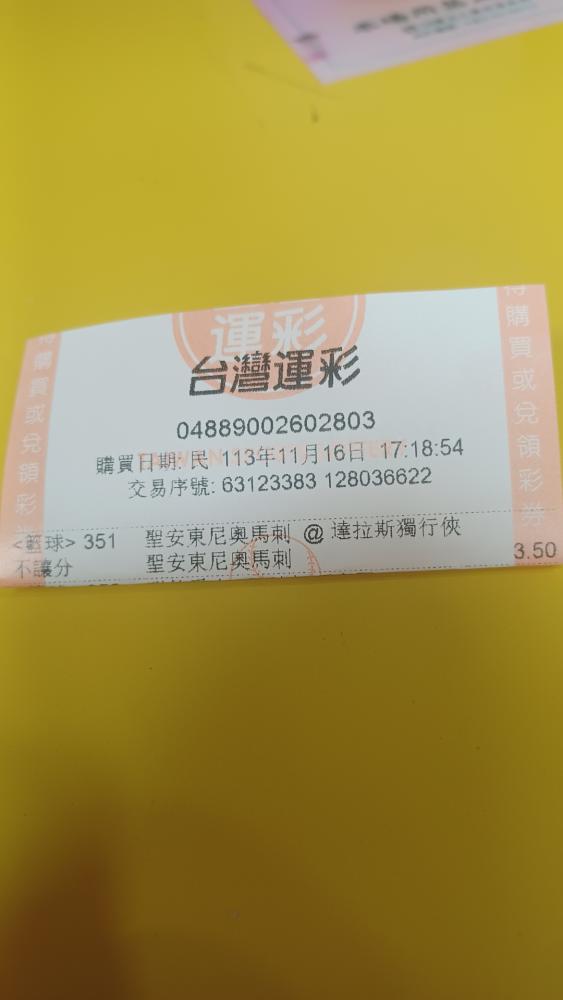 運彩
台灣運彩
04889002602803
購買日期: 民 113年11月16日 17:18:54
交易序號: 63123383 128036622
<籃球> 351 聖安東尼奧馬刺 @ 達拉斯獨行俠
不讓分 聖安東尼奧馬刺 3.50
購買或兌領彩券
得購買或兌領彩券